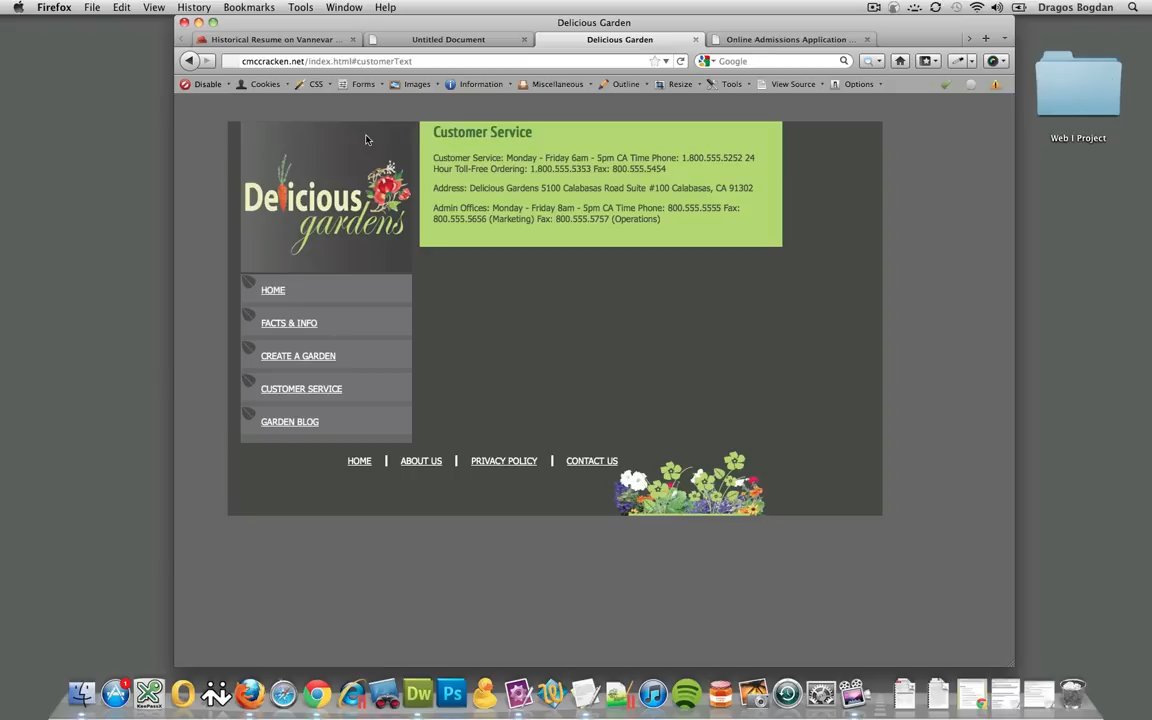 Firefox File Edit View History Bookmarks Tools Window Help Dragos Bogdan
Delicious Garden
Historical Resume on Vannevar ... Untitled Document Delicious Garden Online Admissions Application ...
cmccracken.net/index.html#customerText Google
Disable Cookies CSS Forms Images Information Miscellaneous Outline Resize Tools View Source Options
Web I Project
Delicious
gardens
HOME
FACTS & INFO
CREATE A GARDEN
CUSTOMER SERVICE
GARDEN BLOG
Customer Service
Customer Service: Monday - Friday 6am - 5pm CA Time Phone: 1.800.555.5252 24
Hour Toll-Free Ordering: 1.800.555.5353 Fax: 800.555.5454
Address: Delicious Gardens 5100 Calabasas Road Suite #100 Calabasas, CA 91302
Admin Offices: Monday - Friday 8am - 5pm CA Time Phone: 800.555.5555 Fax:
800.555.5656 (Marketing) Fax: 800.555.5757 (Operations)
HOME | ABOUT US | PRIVACY POLICY | CONTACT US
Dw Ps